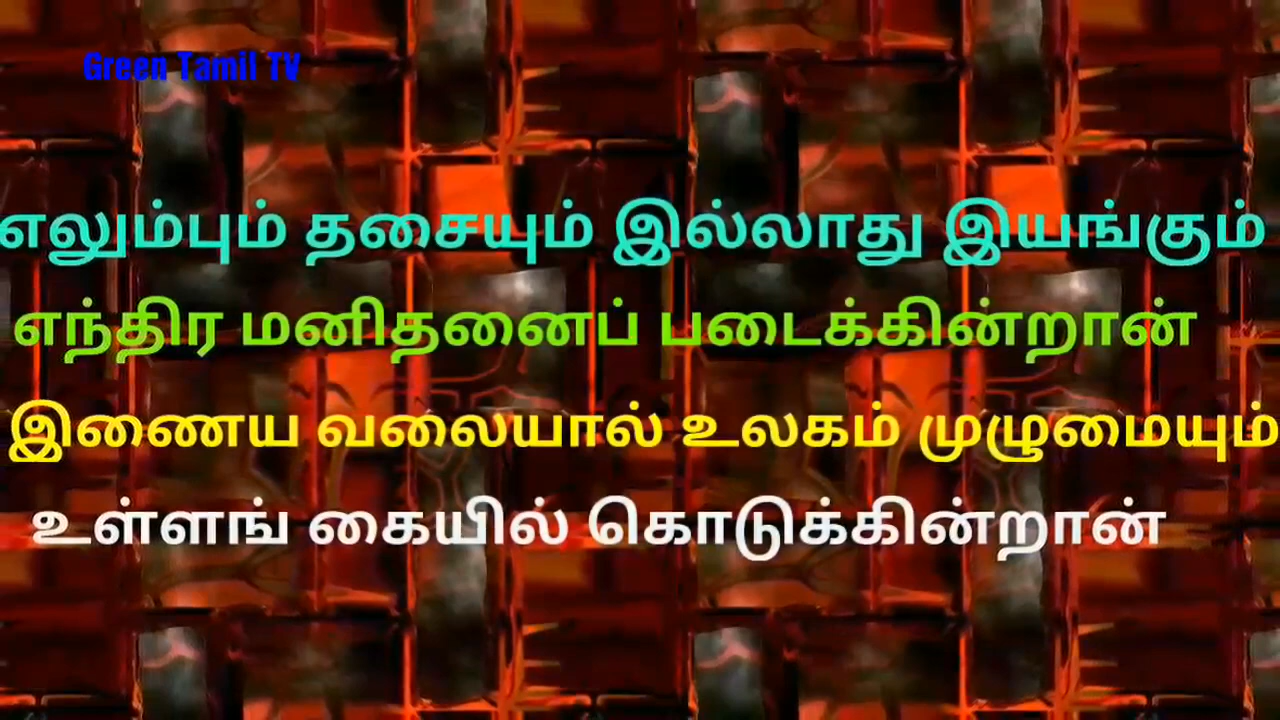 Green Tamil TV
எலும்பும் தசையும் இல்லாது இயங்கும்
எந்திர மனிதனைப் படைக்கின்றான்
இணைய வலையால் உலகம் முழுமையும்
உள்ளங் கையில் கொடுக்கின்றான்